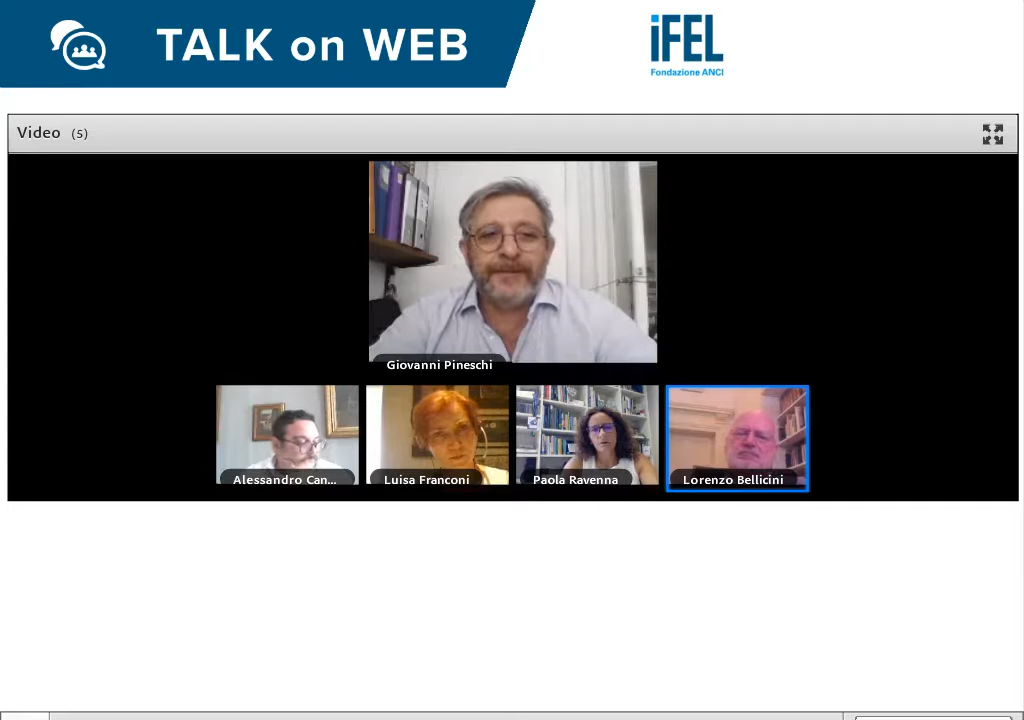 TALK on WEB
iFEL
Fondazione ANCI
Video (5)
Giovanni Pineschi
Alessandro Can...
Luisa Franconi
Paola Ravenna
Lorenzo Bellicini